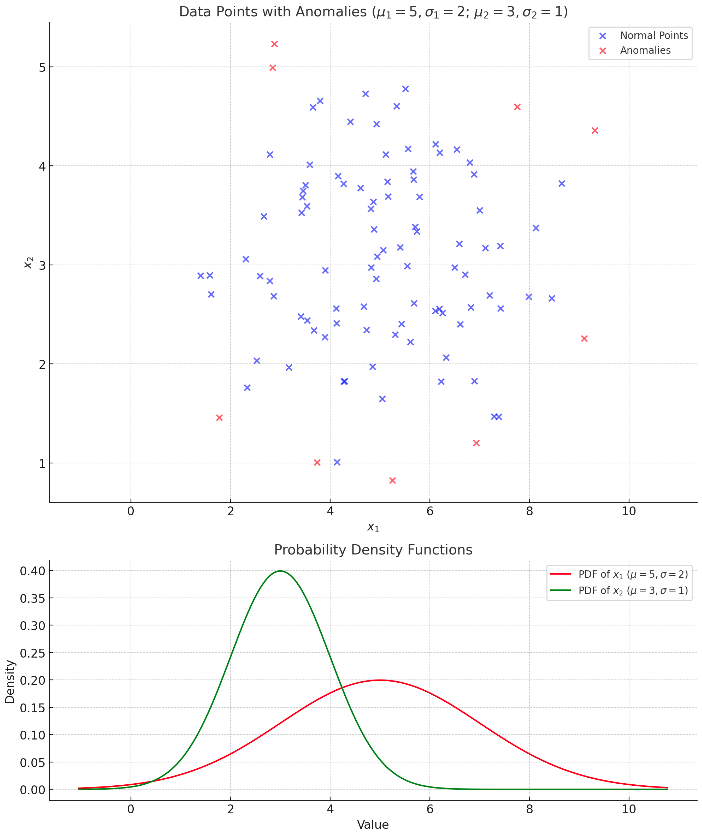 Data Points with Anomalies (μ₁ = 5, σ₁ = 2; μ₂ = 3, σ₂ = 1)
Normal Points
Anomalies
5
4
3
2
1
x₂
0 2 4 6 8 10
x₁
Probability Density Functions
PDF of x₁ (μ = 5, σ = 2)
PDF of x₂ (μ = 3, σ = 1)
0.40
0.35
0.30
0.25
0.20
0.15
0.10
0.05
0.00
Density
0 2 4 6 8 10
Value